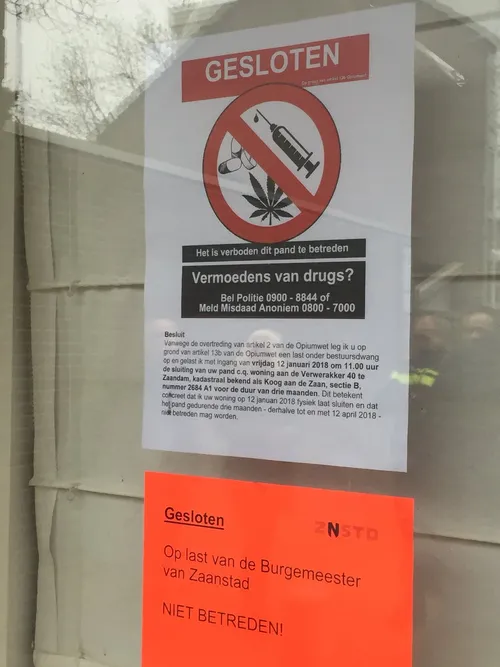 GESLOTEN
Het is verboden dit pand te betreden
Vermoedens van drugs?
Bel Politie 0900 - 8844 of
Meld Misdaad Anoniem 0800 - 7000
Besluit
Vanwege de overtreding van artikel 2 van de Opiumwet leg ik u op
grond van artikel 13b van de Opiumwet een last onder bestuursdwang
op en gelast ik met ingang van vrijdag 12 januari 2018 om 11.00 uur
de sluiting van uw pand c.q. woning aan de Verwerakker 40 te
Zaandam, kadastraal bekend als Koog aan de Zaan, sectie B,
nummer 2684 A1 voor de duur van drie maanden. Dit betekent
concreet dat ik uw woning op 12 januari 2018 fysiek laat sluiten en dat
het pand gedurende drie maanden - derhalve tot en met 12 april 2018 -
niet betreden mag worden.
Gesloten
ZNSTD
Op last van de Burgemeester
van Zaanstad
NIET BETREDEN!